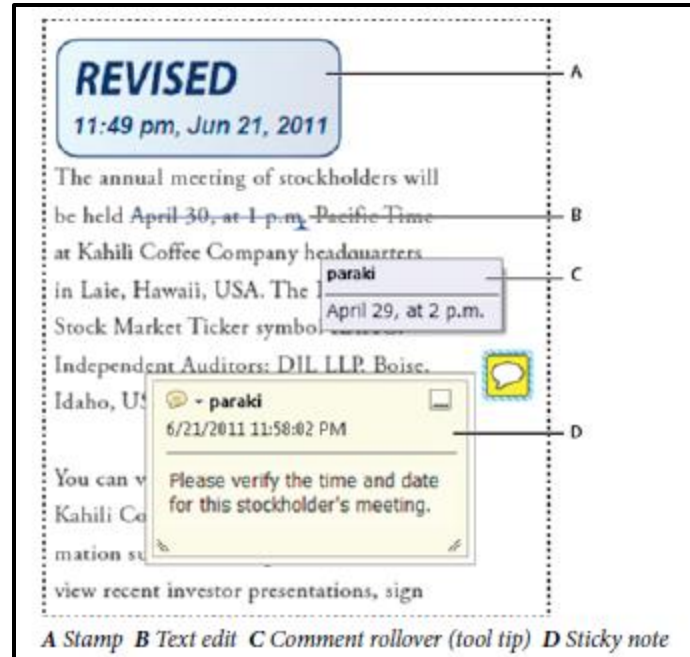 REVISED
11:49 pm, Jun 21, 2011
A
The annual meeting of stockholders will
be held April 30, at 1 p.m. Pacific Time
B
at Kahili Coffee Company headquarters
paraki
C
in Laie, Hawaii, USA. The
April 29, at 2 p.m.
Stock Market Ticker symbol
Independent Auditors: DIL LLP. Boise,
Idaho,
paraki
6/21/2011 11:58:02 PM
D
You can
Please verify the time and date
for this stockholder's meeting.
Kahili
mation
view recent investor presentations, sign
A Stamp B Text edit C Comment rollover (tool tip) D Sticky note